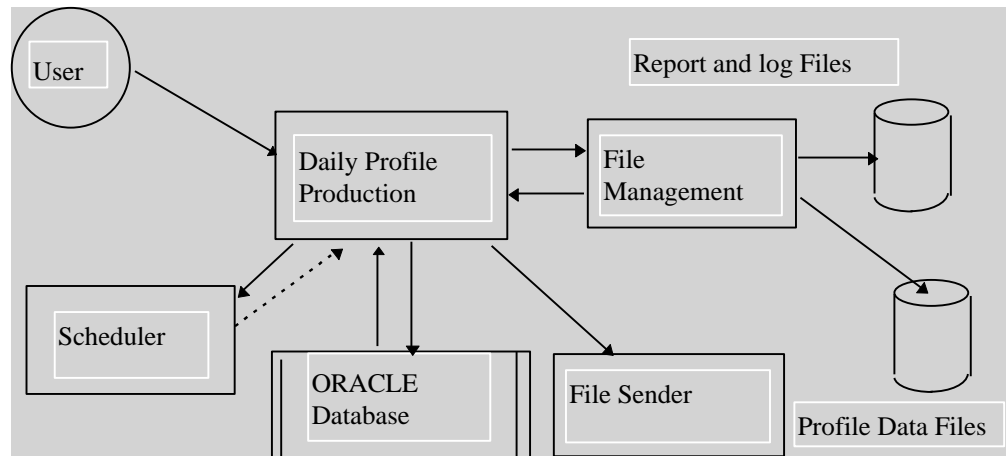 User
Report and log Files
Daily Profile
Production
File
Management
Scheduler
ORACLE
Database
File Sender
Profile Data Files